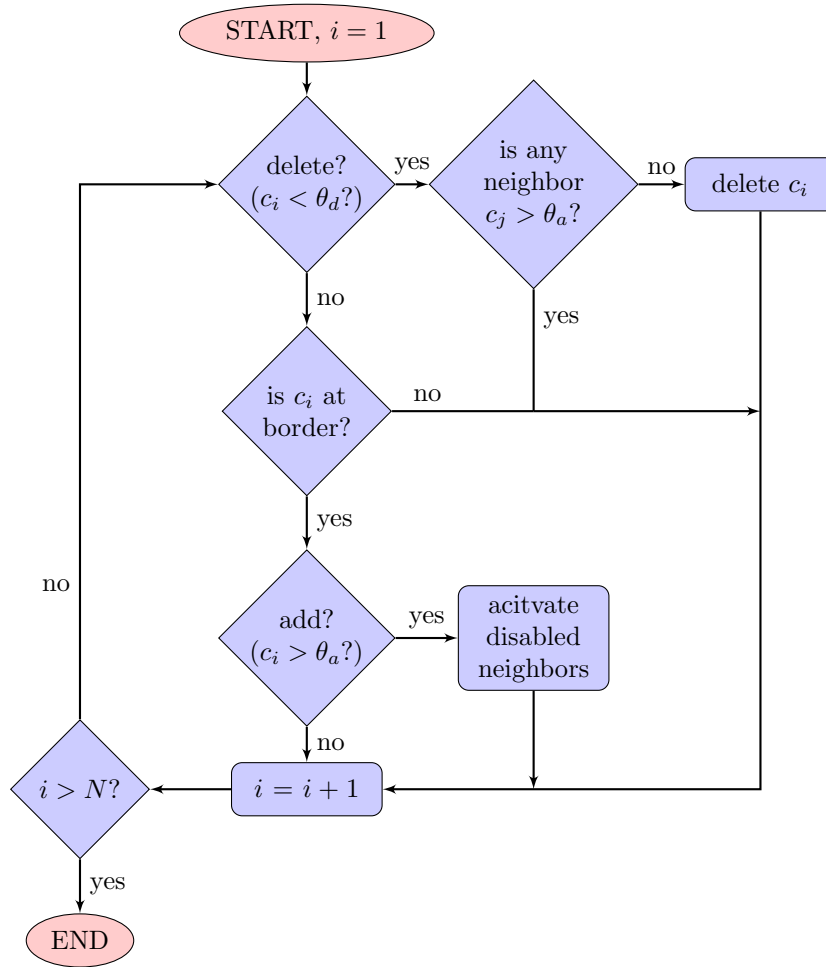 START, i = 1
delete?
(c_i < θ_d?)
yes
is any
neighbor
c_j > θ_a?
no
delete c_i
no
yes
is c_i at
border?
no
yes
add?
(c_i > θ_a?)
yes
acitvate
disabled
neighbors
no
no
i = i + 1
i > N?
yes
END